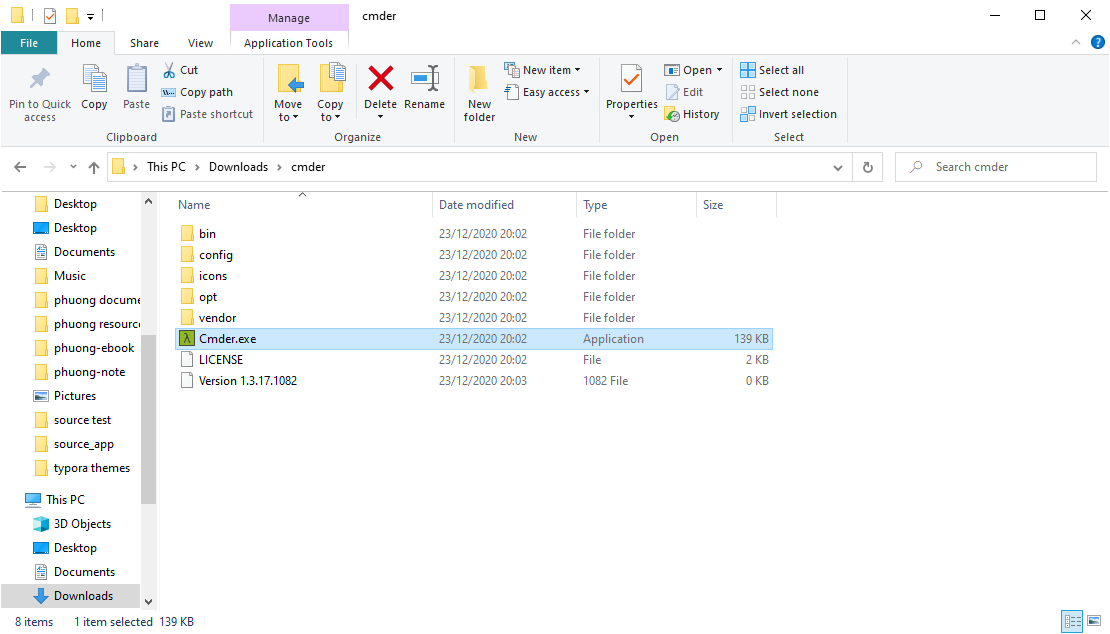 Manage cmder
File Home Share View Application Tools
Pin to Quick access
Copy
Paste
Cut
Copy path
Paste shortcut
Clipboard
Move to
Copy to
Delete
Rename
Organize
New folder
New item
Easy access
New
Properties
Open
Edit
History
Open
Select all
Select none
Invert selection
Select
This PC › Downloads › cmder
Search cmder
Desktop
Desktop
Documents
Music
phuong docume
phuong resourc
phuong-ebook
phuong-note
Pictures
source test
source_app
typora themes
This PC
3D Objects
Desktop
Documents
Downloads
Name Date modified Type Size
bin 23/12/2020 20:02 File folder
config 23/12/2020 20:02 File folder
icons 23/12/2020 20:02 File folder
opt 23/12/2020 20:02 File folder
vendor 23/12/2020 20:02 File folder
λ Cmder.exe 23/12/2020 20:02 Application 139 KB
LICENSE 23/12/2020 20:02 File 2 KB
Version 1.3.17.1082 23/12/2020 20:03 1082 File 0 KB
8 items 1 item selected 139 KB